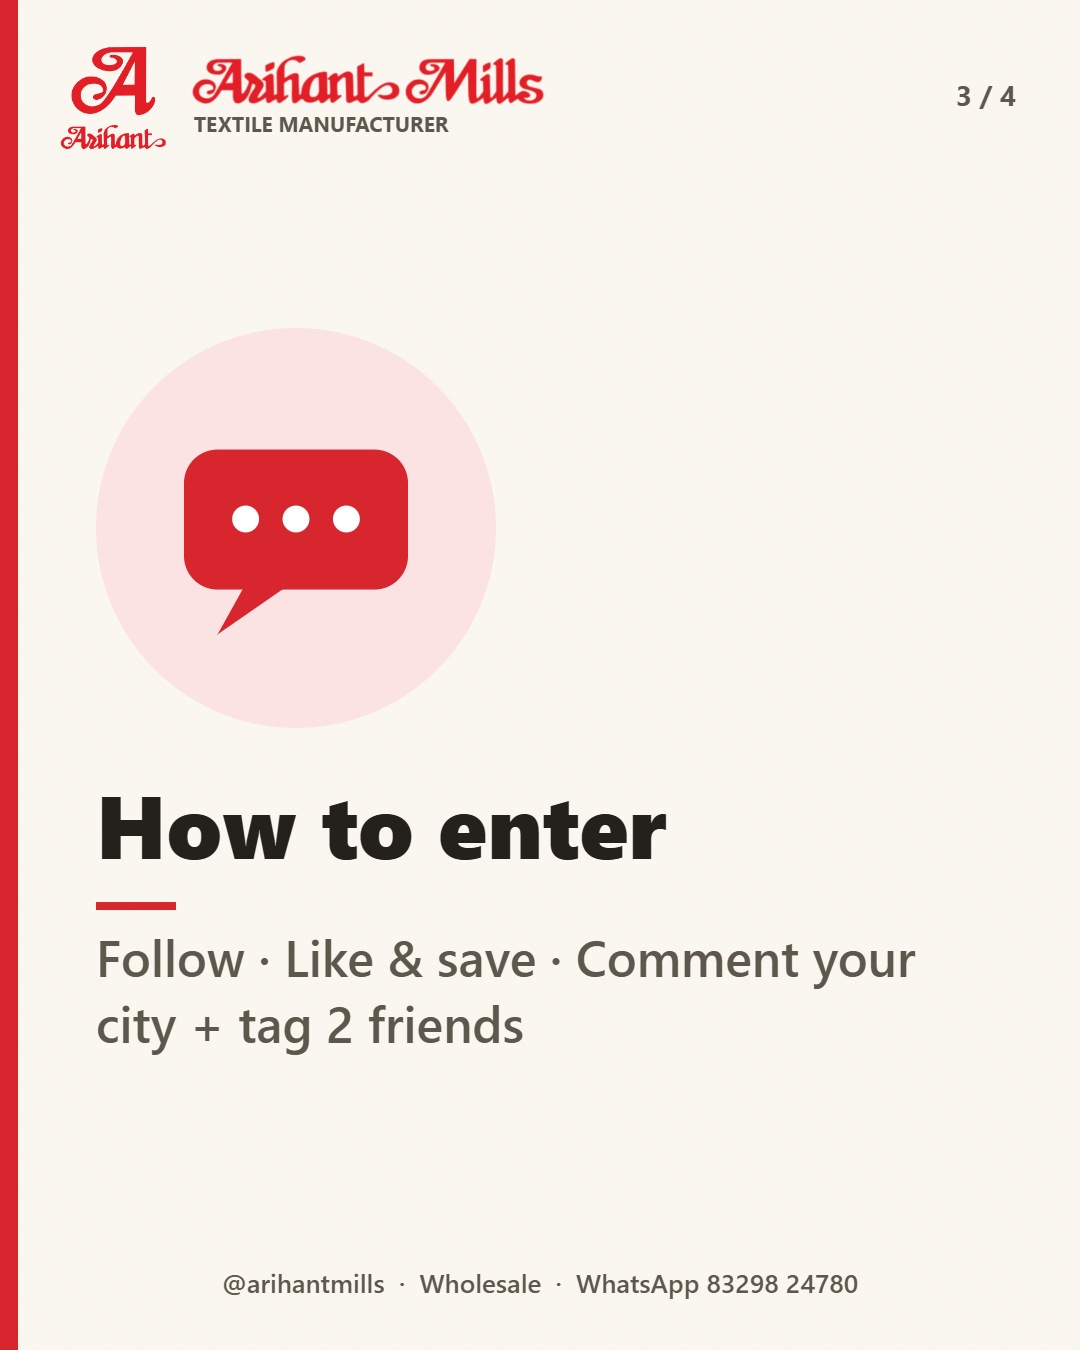 A
Arihant
Arihant Mills
TEXTILE MANUFACTURER
3 / 4
How to enter
Follow · Like & save · Comment your
city + tag 2 friends
@arihantmills · Wholesale · WhatsApp 83298 24780